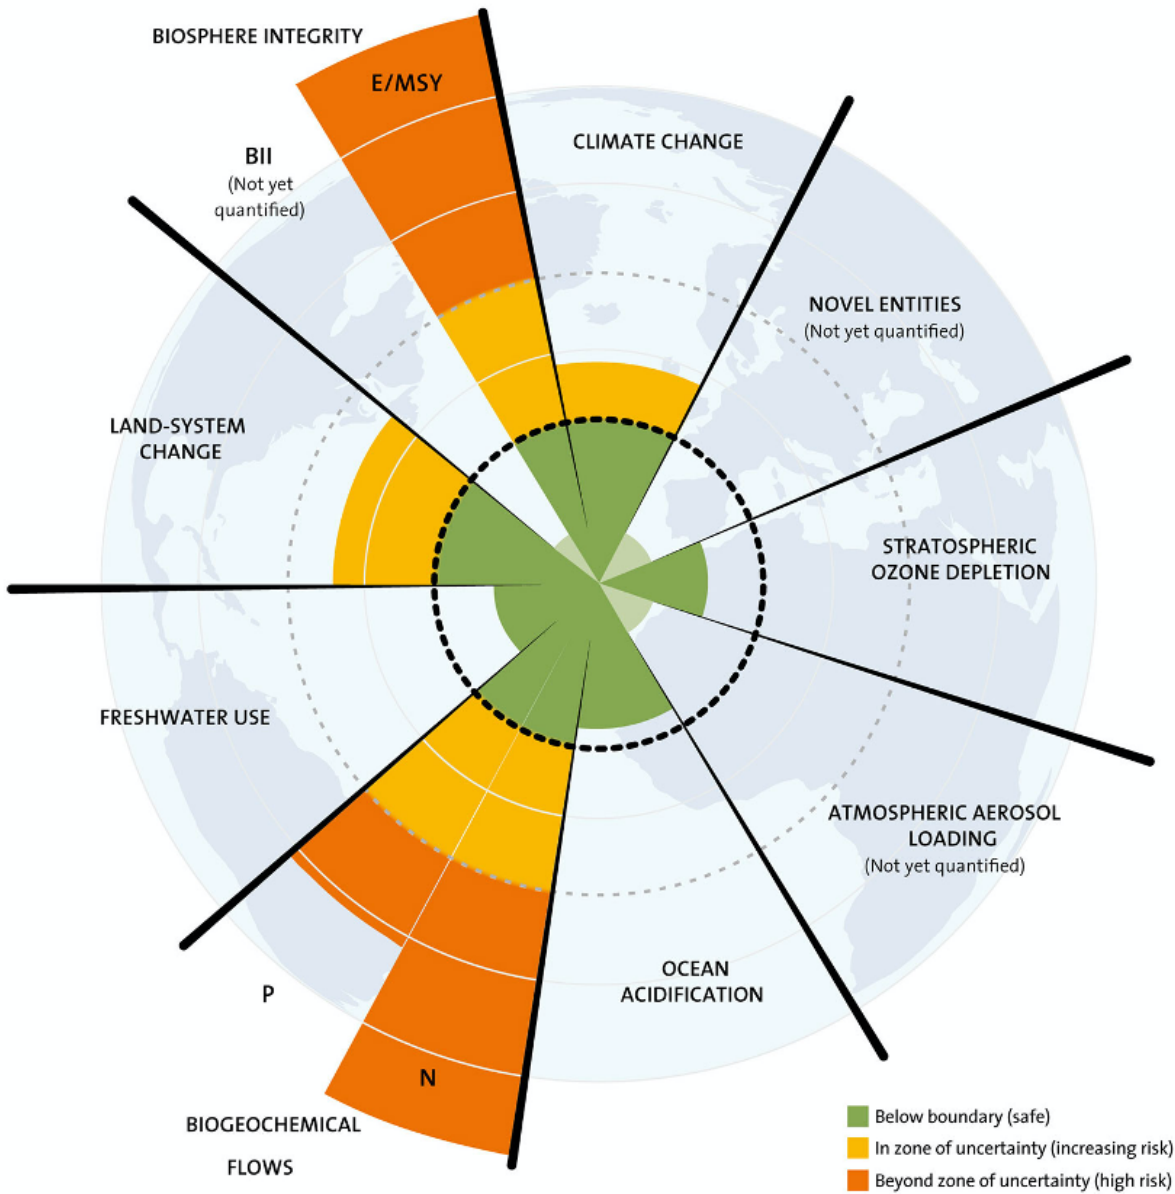 BIOSPHERE INTEGRITY
E/MSY
BII
(Not yet
quantified)
CLIMATE CHANGE
NOVEL ENTITIES
(Not yet quantified)
STRATOSPHERIC
OZONE DEPLETION
ATMOSPHERIC AEROSOL
LOADING
(Not yet quantified)
OCEAN
ACIDIFICATION
N
P
BIOGEOCHEMICAL
FLOWS
FRESHWATER USE
LAND-SYSTEM
CHANGE
Below boundary (safe)
In zone of uncertainty (increasing risk)
Beyond zone of uncertainty (high risk)